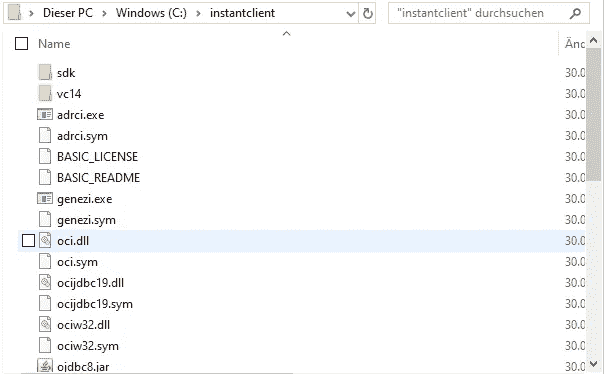 Dieser PC > Windows (C:) > instantclient "instantclient" durchsuchen
Name Änd
sdk 30.0
vc14 30.0
adrci.exe 30.0
adrci.sym 30.0
BASIC_LICENSE 30.0
BASIC_README 30.0
genezi.exe 30.0
genezi.sym 30.0
oci.dll 30.0
oci.sym 30.0
ocijdbc19.dll 30.0
ocijdbc19.sym 30.0
ociw32.dll 30.0
ociw32.sym 30.0
ojdbc8.jar 30.0